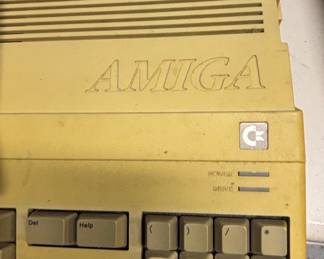 AMIGA
POWER
DRIVE
Del Help ( ) / *